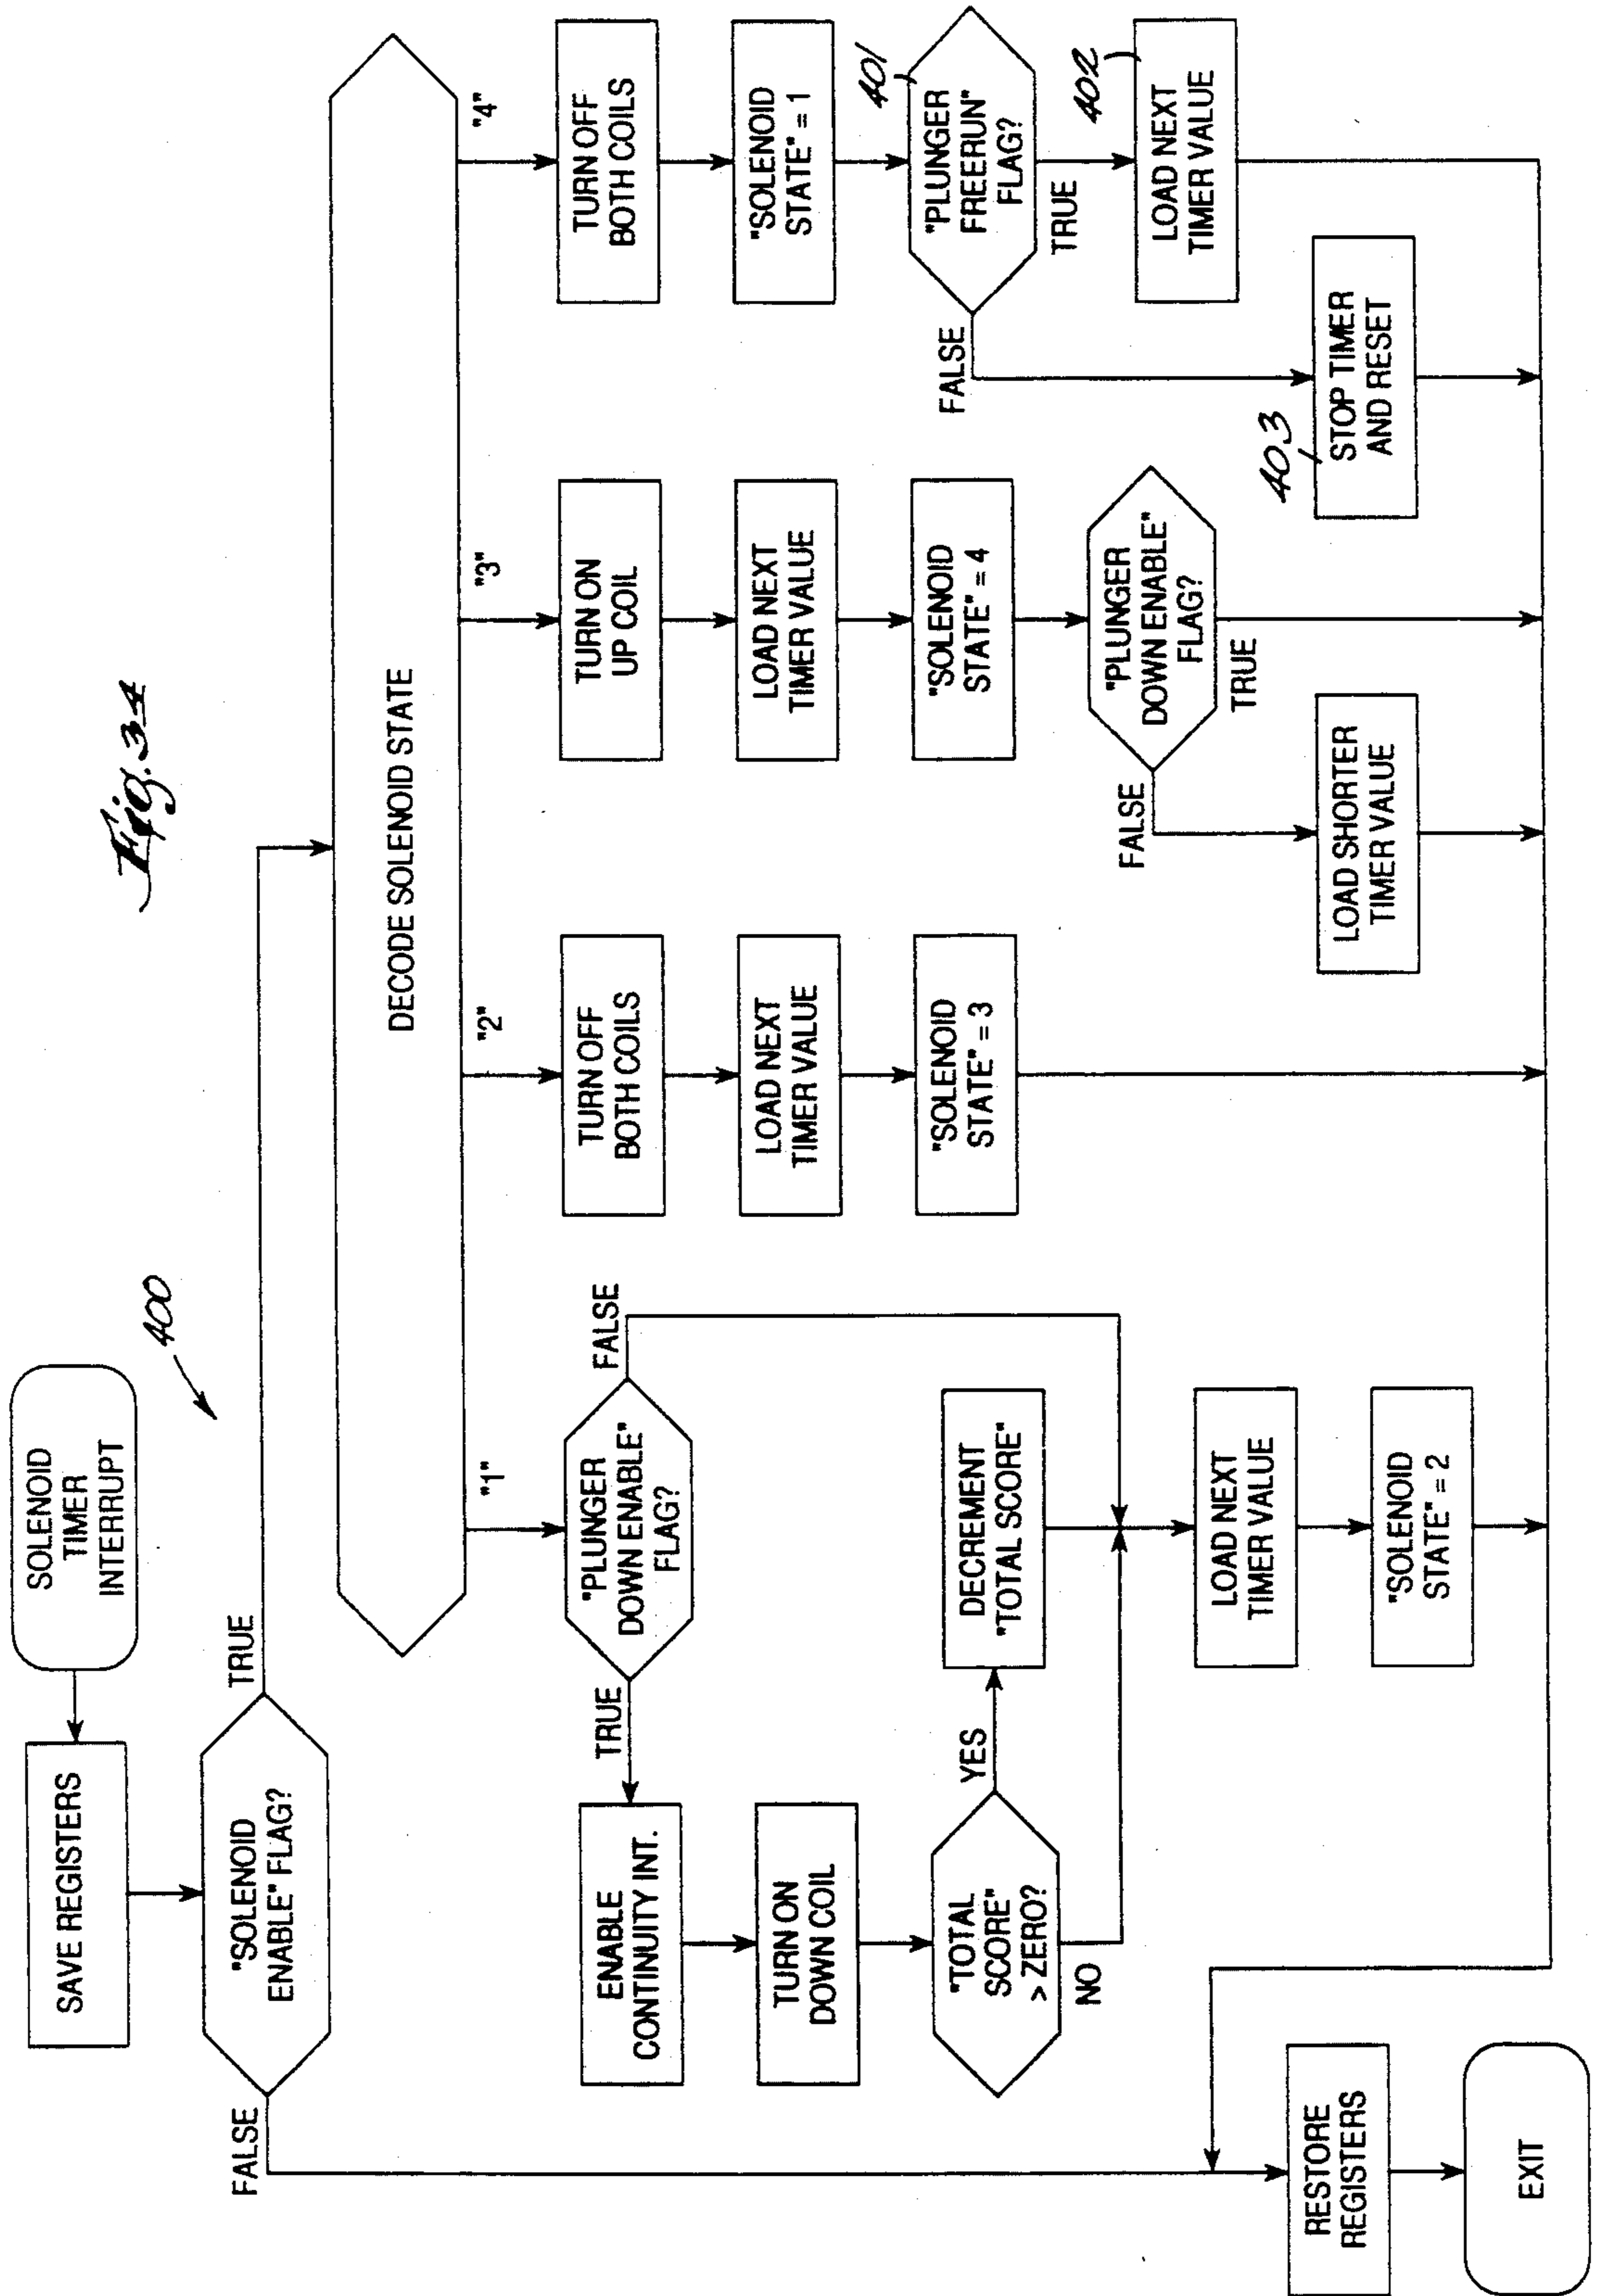 Fig. 34
400
SOLENOID
TIMER
INTERRUPT
SAVE REGISTERS
"SOLENOID
ENABLE" FLAG?
FALSE
TRUE
DECODE SOLENOID STATE
"1"
"2"
"3"
"4"
"PLUNGER
DOWN ENABLE"
FLAG?
TRUE
FALSE
ENABLE
CONTINUITY INT.
TURN ON
DOWN COIL
"TOTAL
SCORE"
> ZERO?
YES
NO
DECREMENT
"TOTAL SCORE"
LOAD NEXT
TIMER VALUE
"SOLENOID
STATE" = 2
TURN OFF
BOTH COILS
LOAD NEXT
TIMER VALUE
"SOLENOID
STATE" = 3
TURN ON
UP COIL
LOAD NEXT
TIMER VALUE
"SOLENOID
STATE" = 4
"PLUNGER
DOWN ENABLE"
FLAG?
FALSE
TRUE
LOAD SHORTER
TIMER VALUE
TURN OFF
BOTH COILS
"SOLENOID
STATE" = 1
401
"PLUNGER
FREERUN"
FLAG?
FALSE
TRUE
402
LOAD NEXT
TIMER VALUE
403
STOP TIMER
AND RESET
RESTORE
REGISTERS
EXIT